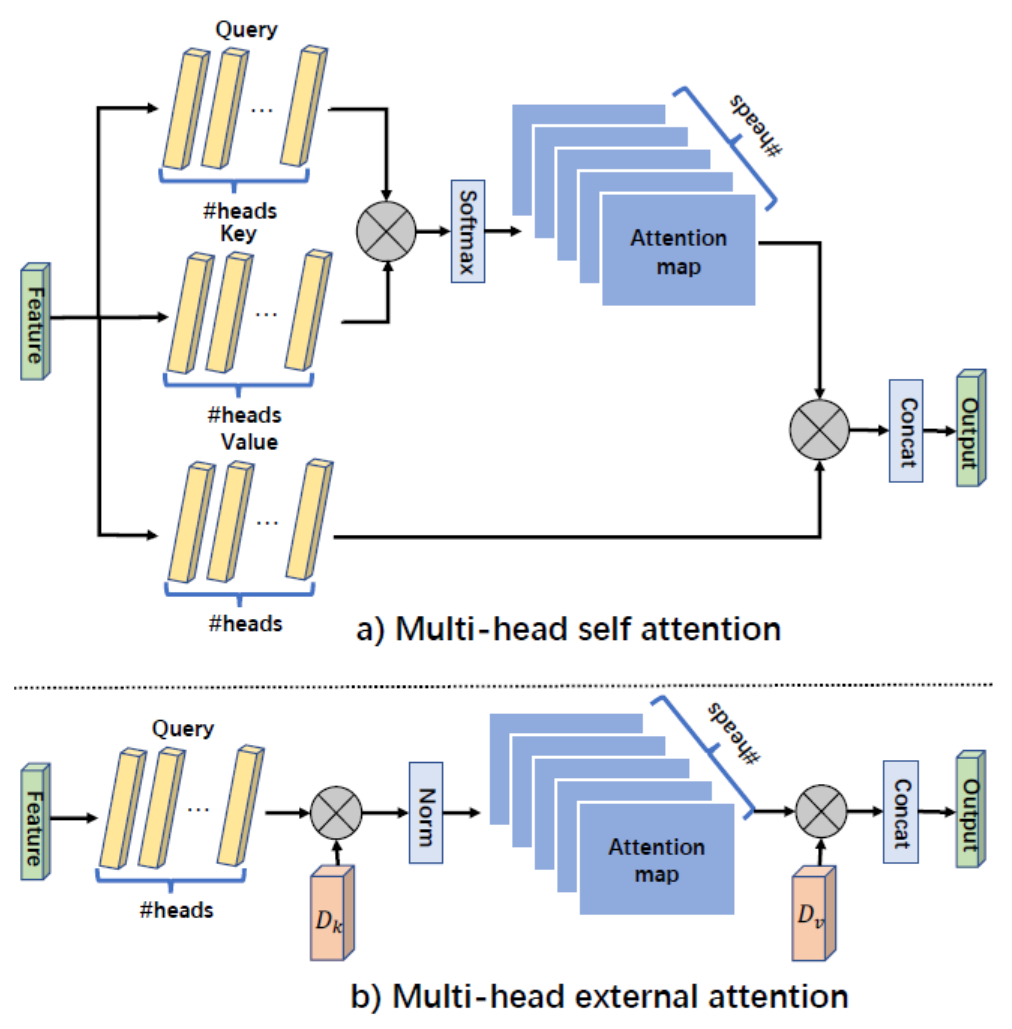 Query
...
#heads
Key
...
#heads
Value
...
#heads
Feature
Softmax
#heads
Attention
map
Concat
Output
a) Multi-head self attention
Query
...
#heads
Feature
D_k
Norm
#heads
Attention
map
D_v
Concat
Output
b) Multi-head external attention